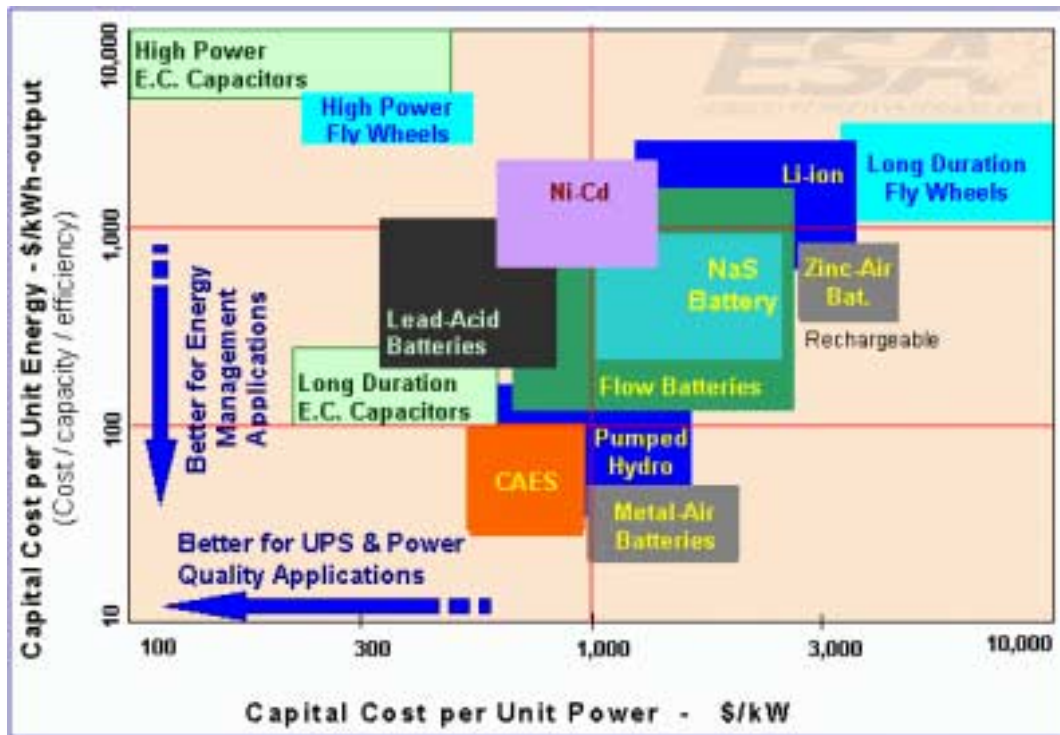 Capital Cost per Unit Energy - $/kWh-output
(Cost / capacity / efficiency)
10,000
1,000
100
10
ESA
High Power
E.C. Capacitors
High Power
Fly Wheels
Ni-Cd
Li-ion
Long Duration
Fly Wheels
Lead-Acid
Batteries
NaS
Battery
Zinc-Air
Bat.
Rechargeable
Better for Energy
Management
Applications
Long Duration
E.C. Capacitors
Flow Batteries
Pumped
Hydro
CAES
Metal-Air
Batteries
Better for UPS & Power
Quality Applications
100
300
1,000
3,000
10,000
Capital Cost per Unit Power - $/kW